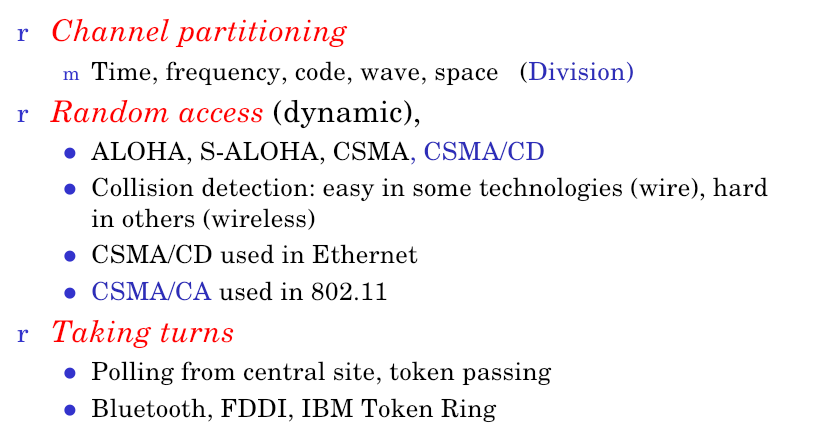 r Channel partitioning
m Time, frequency, code, wave, space (Division)
r Random access (dynamic),
● ALOHA, S-ALOHA, CSMA, CSMA/CD
● Collision detection: easy in some technologies (wire), hard
in others (wireless)
● CSMA/CD used in Ethernet
● CSMA/CA used in 802.11
r Taking turns
● Polling from central site, token passing
● Bluetooth, FDDI, IBM Token Ring